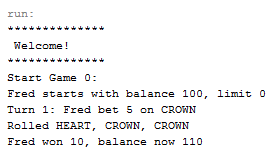 run:
**************
 Welcome!
**************
Start Game 0:
Fred starts with balance 100, limit 0
Turn 1: Fred bet 5 on CROWN
Rolled HEART, CROWN, CROWN
Fred won 10, balance now 110